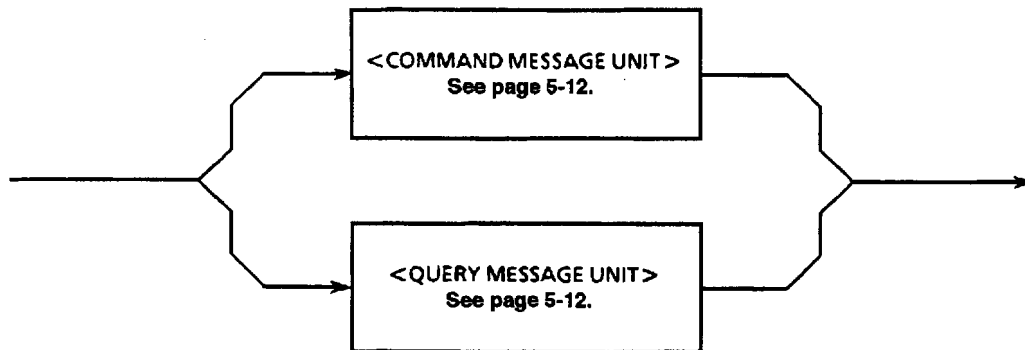 <COMMAND MESSAGE UNIT>
See page 5-12.
<QUERY MESSAGE UNIT>
See page 5-12.